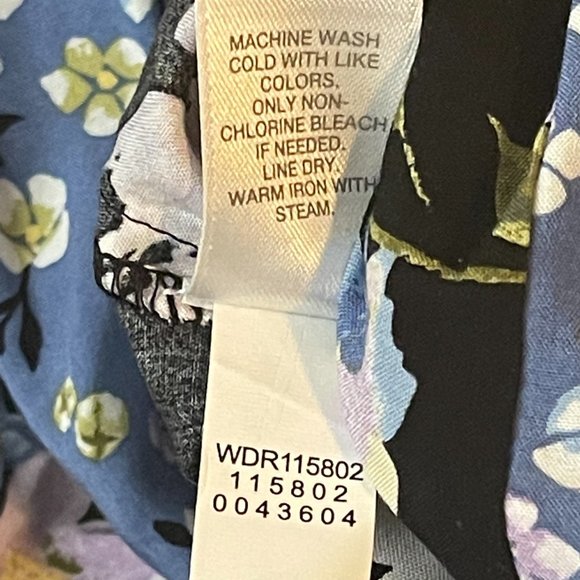 MACHINE WASH
COLD WITH LIKE
COLORS.
ONLY NON-
CHLORINE BLEACH
IF NEEDED.
LINE DRY.
WARM IRON WITH
STEAM.
WDR115802
115802
0043604